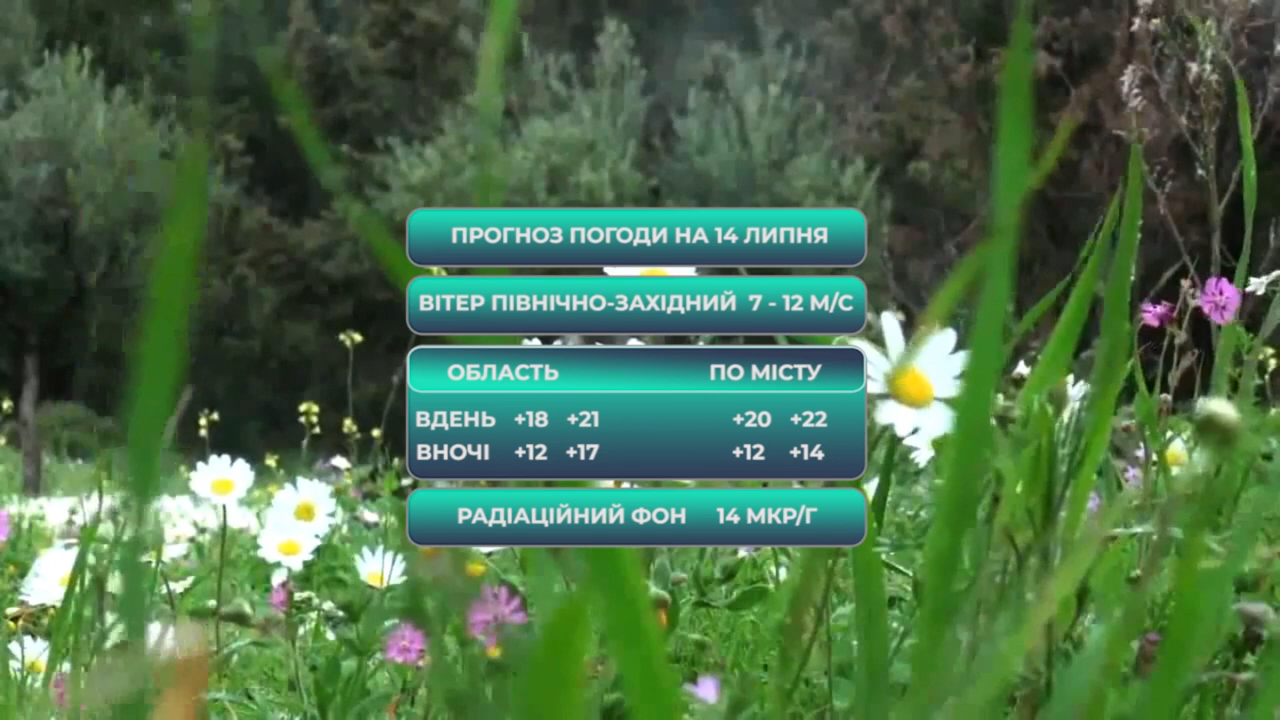 ПРОГНОЗ ПОГОДИ НА 14 ЛИПНЯ
ВІТЕР ПІВНІЧНО-ЗАХІДНИЙ 7 - 12 М/С
ОБЛАСТЬ ПО МІСТУ
ВДЕНЬ +18 +21 +20 +22
ВНОЧІ +12 +17 +12 +14
РАДІАЦІЙНИЙ ФОН 14 МКР/Г